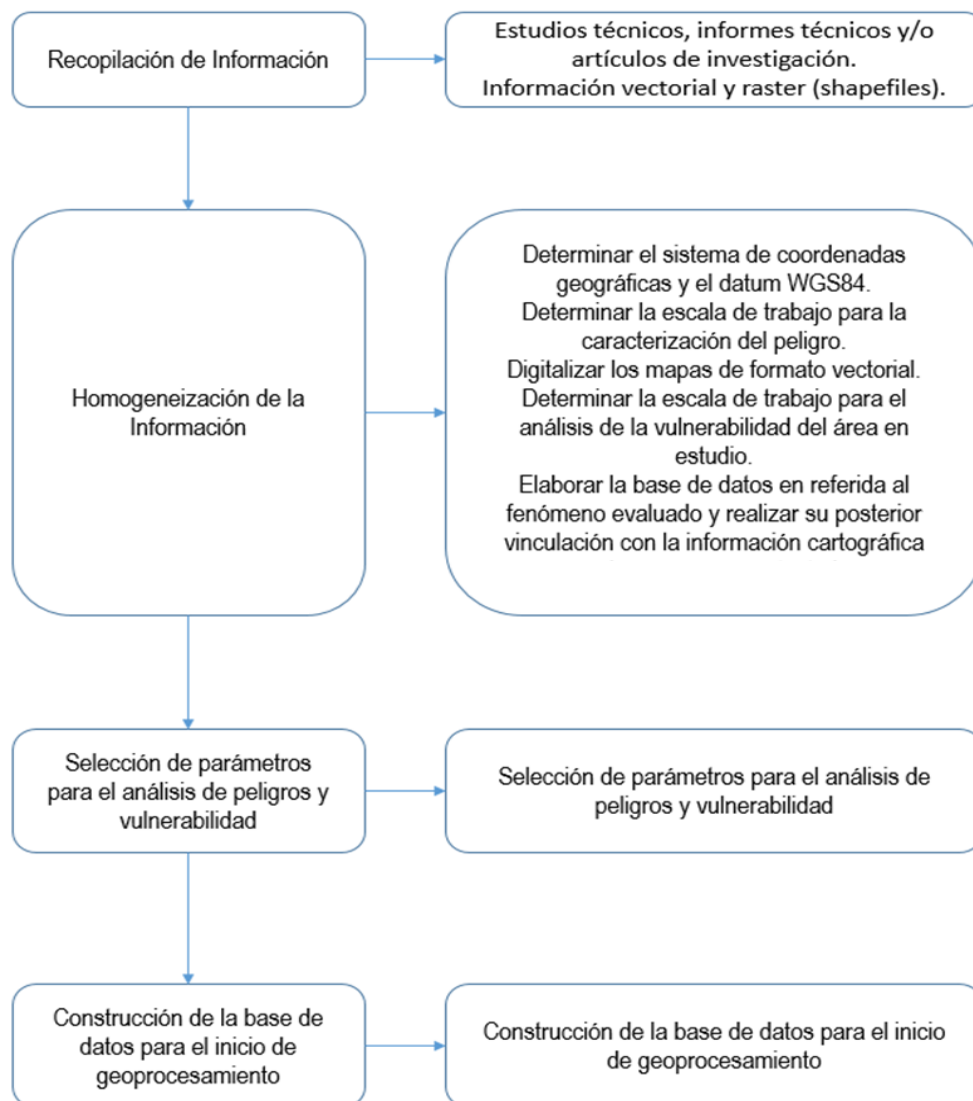 Recopilación de Información
Estudios técnicos, informes técnicos y/o
artículos de investigación.
Información vectorial y raster (shapefiles).
Homogeneización de la
Información
Determinar el sistema de coordenadas
geográficas y el datum WGS84.
Determinar la escala de trabajo para la
caracterización del peligro.
Digitalizar los mapas de formato vectorial.
Determinar la escala de trabajo para el
análisis de la vulnerabilidad del área en
estudio.
Elaborar la base de datos en referida al
fenómeno evaluado y realizar su posterior
vinculación con la información cartográfica
Selección de parámetros
para el análisis de peligros y
vulnerabilidad
Selección de parámetros para el análisis de
peligros y vulnerabilidad
Construcción de la base de
datos para el inicio de
geoprocesamiento
Construcción de la base de datos para el inicio
de geoprocesamiento